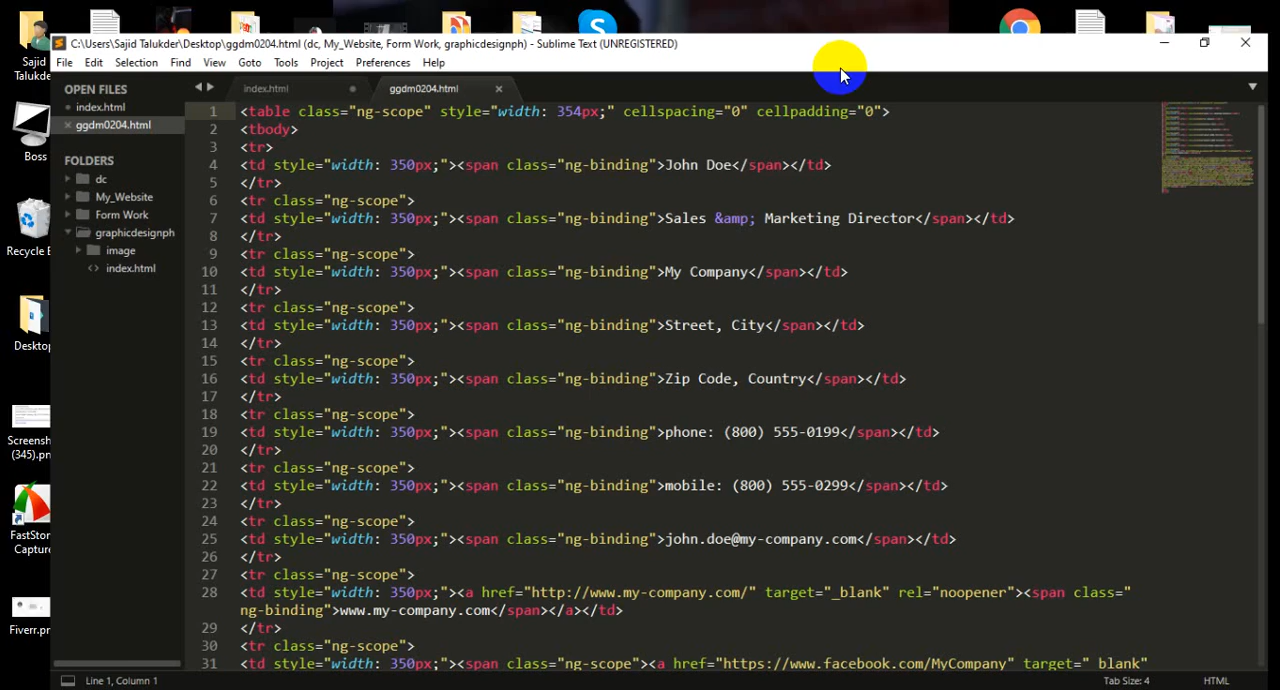 C:\Users\Sajid Talukder\Desktop\ggdm0204.html (dc, My_Website, Form Work, graphicdesignph) - Sublime Text (UNREGISTERED)
File Edit Selection Find View Goto Tools Project Preferences Help
OPEN FILES
index.html
ggdm0204.html
FOLDERS
dc
My_Website
Form Work
graphicdesignph
image
index.html
index.html
ggdm0204.html
1 <table class="ng-scope" style="width: 354px;" cellspacing="0" cellpadding="0">
2 <tbody>
3 <tr>
4 <td style="width: 350px;"><span class="ng-binding">John Doe</span></td>
5 </tr>
6 <tr class="ng-scope">
7 <td style="width: 350px;"><span class="ng-binding">Sales &amp; Marketing Director</span></td>
8 </tr>
9 <tr class="ng-scope">
10 <td style="width: 350px;"><span class="ng-binding">My Company</span></td>
11 </tr>
12 <tr class="ng-scope">
13 <td style="width: 350px;"><span class="ng-binding">Street, City</span></td>
14 </tr>
15 <tr class="ng-scope">
16 <td style="width: 350px;"><span class="ng-binding">Zip Code, Country</span></td>
17 </tr>
18 <tr class="ng-scope">
19 <td style="width: 350px;"><span class="ng-binding">phone: (800) 555-0199</span></td>
20 </tr>
21 <tr class="ng-scope">
22 <td style="width: 350px;"><span class="ng-binding">mobile: (800) 555-0299</span></td>
23 </tr>
24 <tr class="ng-scope">
25 <td style="width: 350px;"><span class="ng-binding">john.doe@my-company.com</span></td>
26 </tr>
27 <tr class="ng-scope">
28 <td style="width: 350px;"><a href="http://www.my-company.com/" target="_blank" rel="noopener"><span class="
ng-binding">www.my-company.com</span></a></td>
29 </tr>
30 <tr class="ng-scope">
31 <td style="width: 350px;"><span class="ng-scope"><a href="https://www.facebook.com/MyCompany" target="_blank"
Line 1, Column 1
Tab Size: 4
HTML
Sajid
Talukder
Boss
Recycle B
Desktop
Screensh
(345).pn
FastStor
Capture
Fiverr.pn